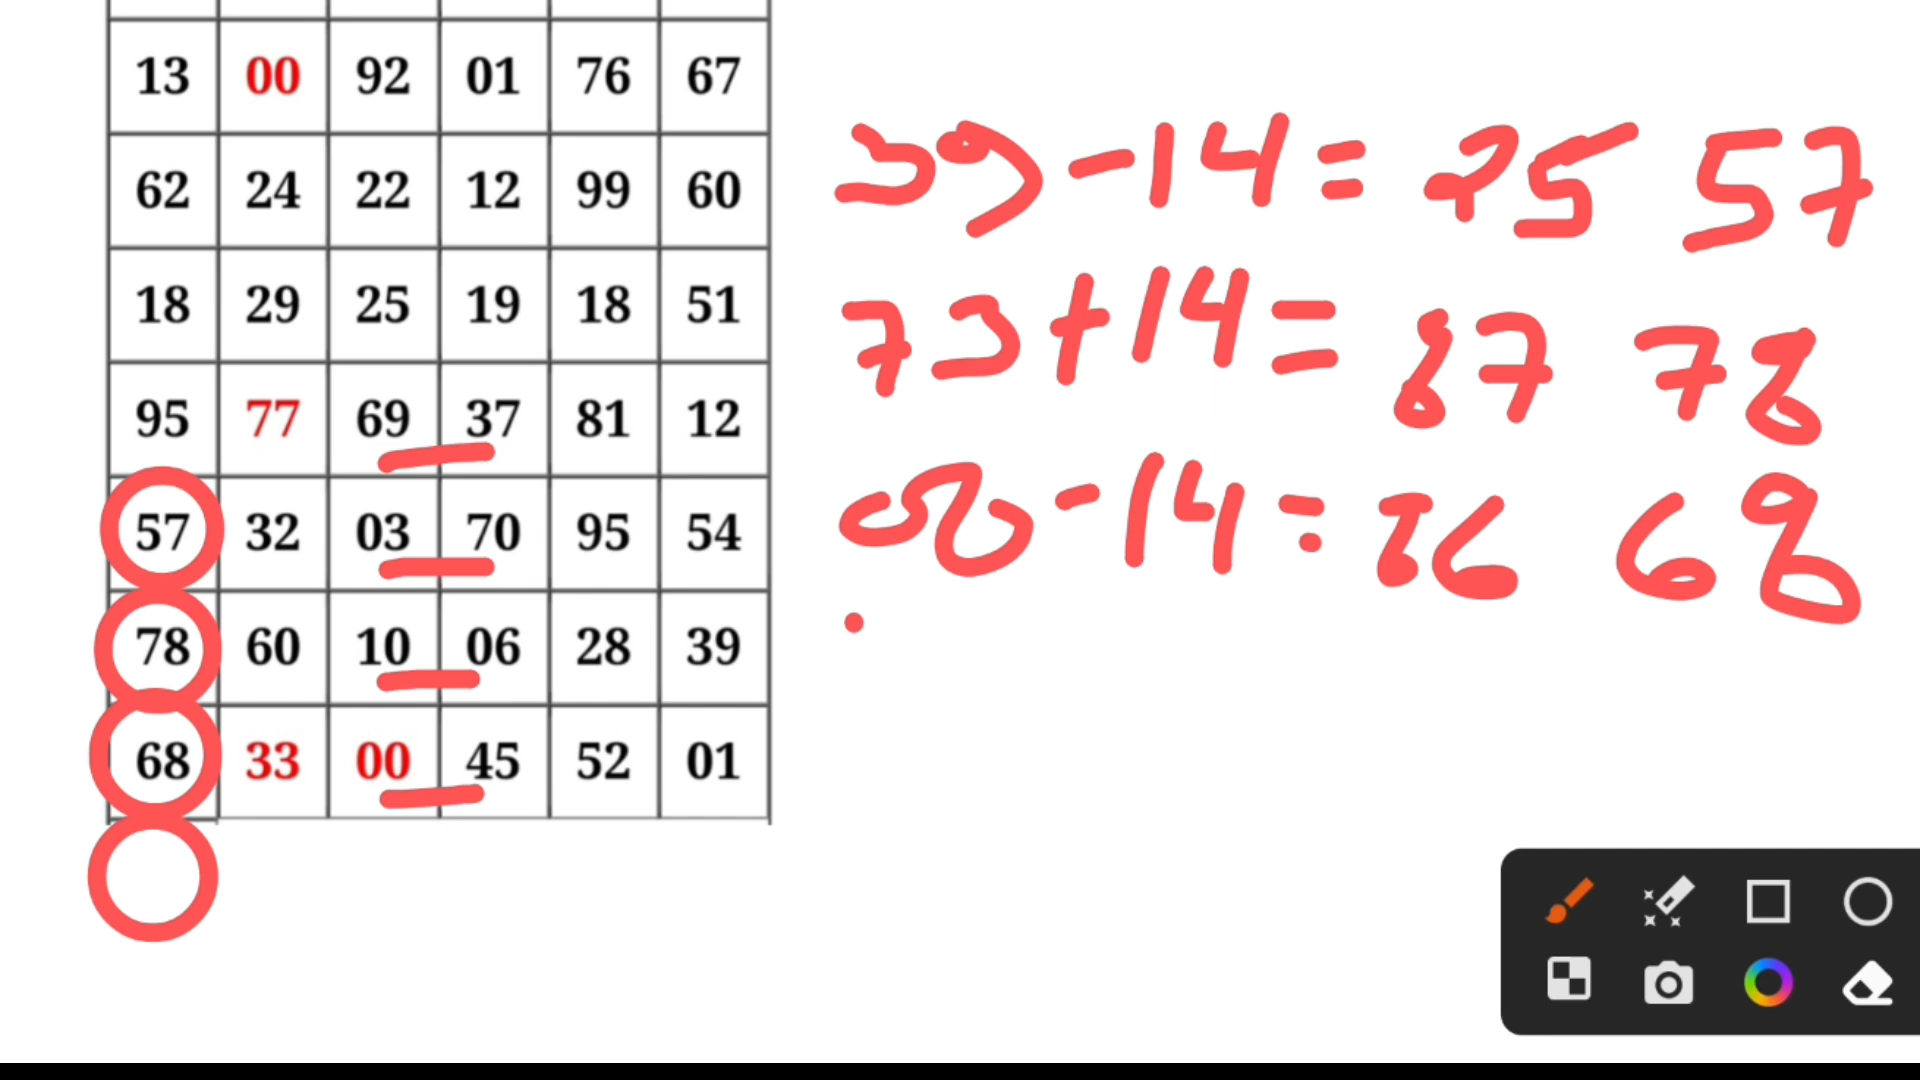 13 00 92 01 76 67
62 24 22 12 99 60
18 29 25 19 18 51
95 77 69 37 81 12
57 32 03 70 95 54
78 60 10 06 28 39
68 33 00 45 52 01
39-14=25 57
73+14=87 78
00-14=86 68